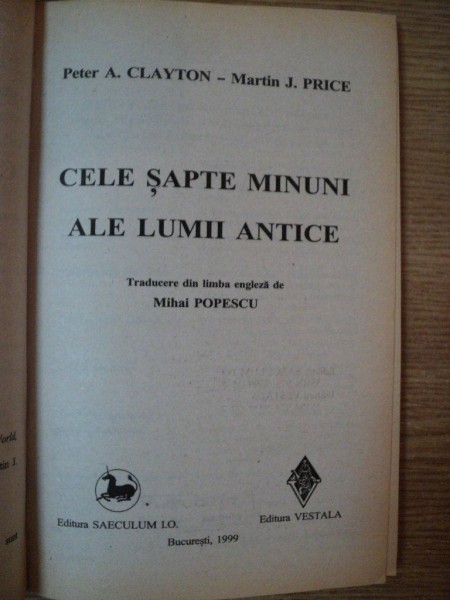 Peter A. CLAYTON – Martin J. PRICE
CELE ȘAPTE MINUNI
ALE LUMII ANTICE
Traducere din limba engleză de
Mihai POPESCU
Editura SAECULUM I.O.
Editura VESTALA
București, 1999
World.
J.